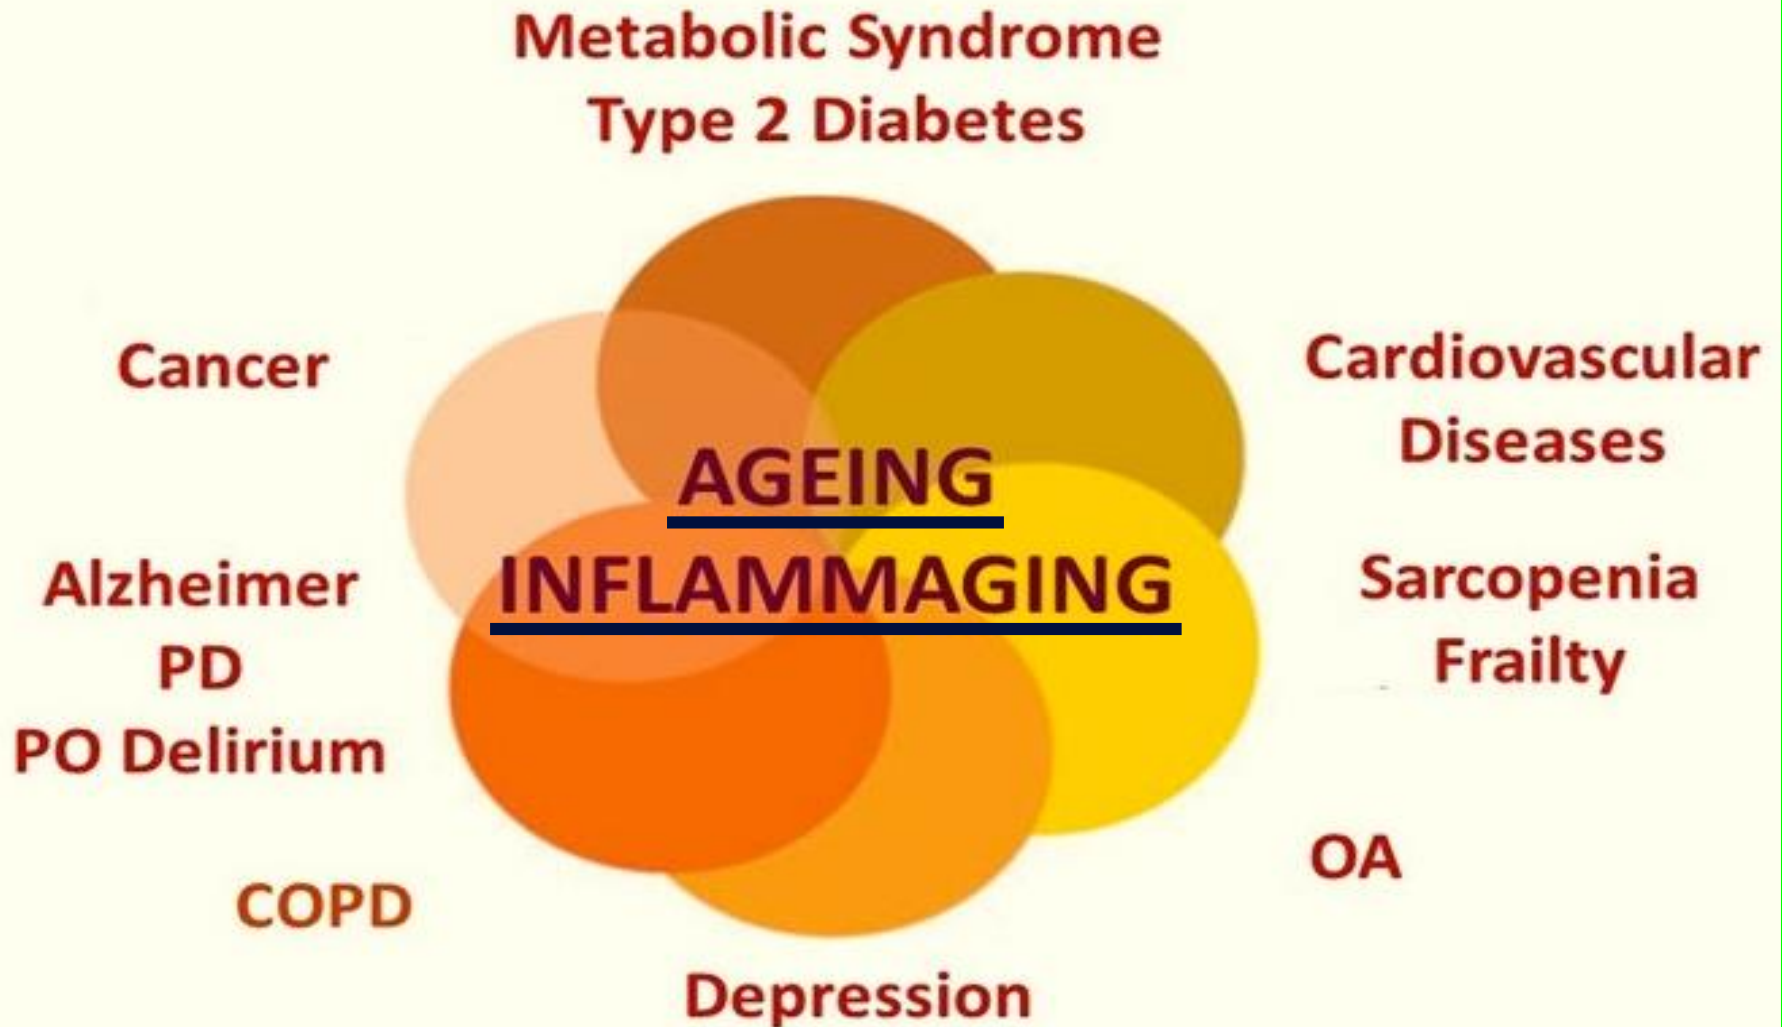 Metabolic Syndrome
Type 2 Diabetes
Cancer
Cardiovascular
Diseases
AGEING
INFLAMMAGING
Alzheimer
PD
PO Delirium
Sarcopenia
Frailty
COPD
OA
Depression